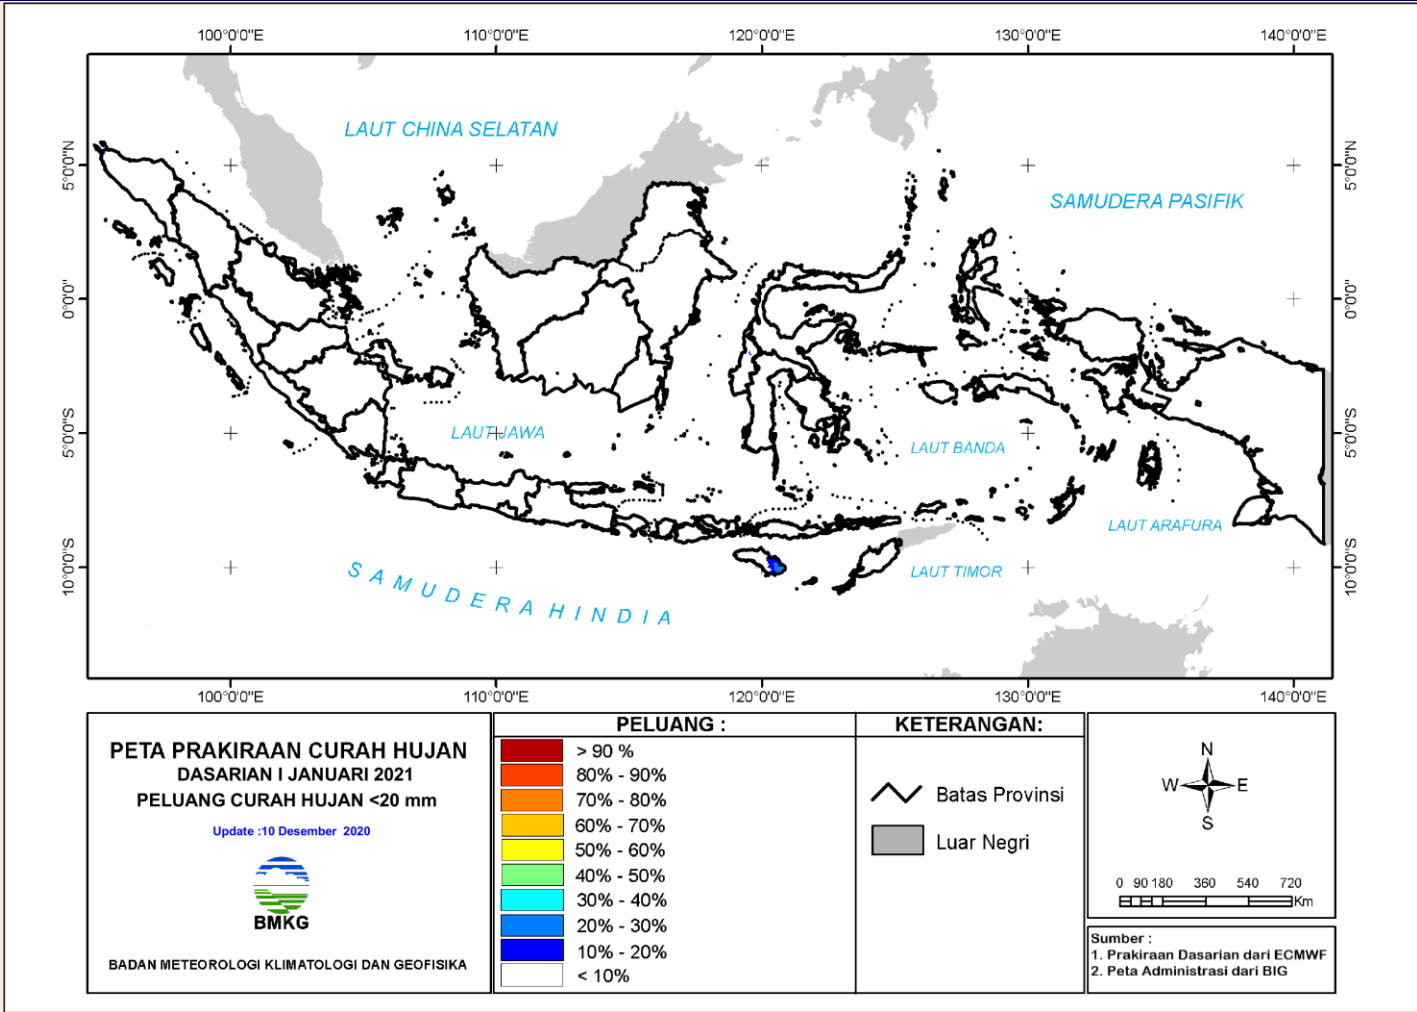 100°0'0"E 110°0'0"E 120°0'0"E 130°0'0"E 140°0'0"E
LAUT CHINA SELATAN
5°0'0"N 5°0'0"N
SAMUDERA PASIFIK
0°0'0" 0°0'0"
LAUT JAWA
5°0'0"S 5°0'0"S
LAUT BANDA
LAUT ARAFURA
10°0'0"S 10°0'0"S
LAUT TIMOR
SAMUDERA HINDIA
100°0'0"E 110°0'0"E 120°0'0"E 130°0'0"E 140°0'0"E
PETA PRAKIRAAN CURAH HUJAN
DASARIAN I JANUARI 2021
PELUANG CURAH HUJAN <20 mm
Update :10 Desember 2020
BMKG
BADAN METEOROLOGI KLIMATOLOGI DAN GEOFISIKA
PELUANG :
> 90 %
80% - 90%
70% - 80%
60% - 70%
50% - 60%
40% - 50%
30% - 40%
20% - 30%
10% - 20%
< 10%
KETERANGAN:
Batas Provinsi
Luar Negri
N
W E
S
0 90 180 360 540 720
Km
Sumber :
1. Prakiraan Dasarian dari ECMWF
2. Peta Administrasi dari BIG